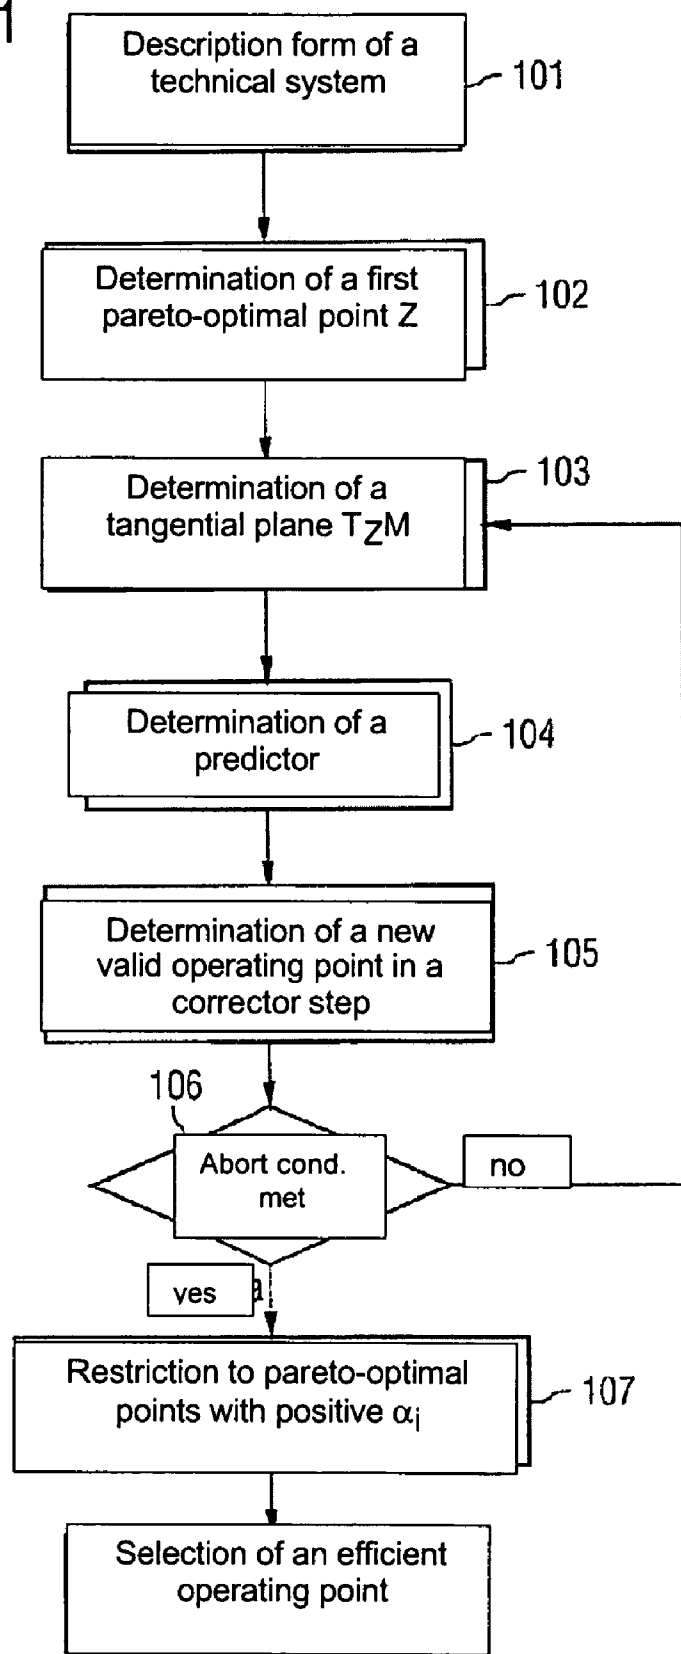 1
Description form of a
technical system
101
Determination of a first
pareto-optimal point Z
102
Determination of a
tangential plane TZM
103
Determination of a
predictor
104
Determination of a new
valid operating point in a
corrector step
105
106
Abort cond.
met
no
yes
Restriction to pareto-optimal
points with positive αi
107
Selection of an efficient
operating point